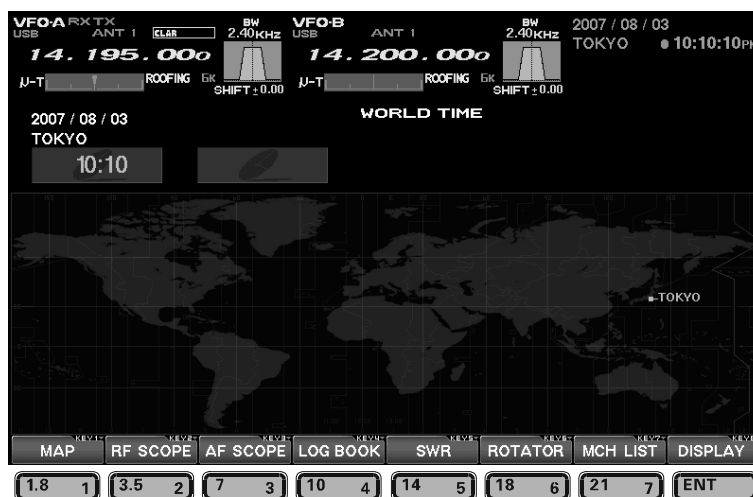 VFO-A RX TX
USB ANT 1 CLAR
14.195.00o
μ-T ROOFING 6K
BW
2.40KHz
SHIFT±0.00
VFO-B
USB ANT 1
14.200.00o
μ-T ROOFING 6K
BW
2.40KHz
SHIFT±0.00
2007 / 08 / 03
TOKYO 10:10:10PM
WORLD TIME
2007 / 08 / 03
TOKYO
10:10
TOKYO
KEY1 KEY2 KEY3 KEY4 KEY5 KEY6 KEY7
MAP RF SCOPE AF SCOPE LOG BOOK SWR ROTATOR MCH LIST DISPLAY
1.8 1 3.5 2 7 3 10 4 14 5 18 6 21 7 ENT